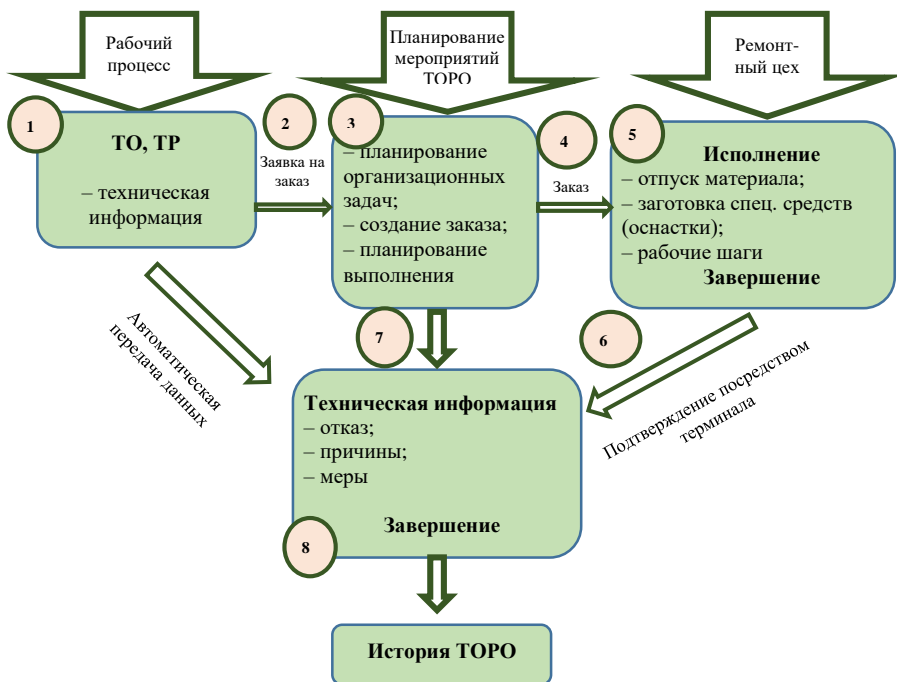 Рабочий
процесс
Планирование
мероприятий
ТОРО
Ремонт-
ный цех
1
ТО, ТР
– техническая
информация
2
Заявка на
заказ
3
– планирование
организационных
задач;
– создание заказа;
– планирование
выполнения
4
Заказ
5
Исполнение
– отпуск материала;
– заготовка спец. средств
(оснастки);
– рабочие шаги
Завершение
Автоматическая
передача данных
7
6
Подтверждение посредством
терминала
Техническая информация
– отказ;
– причины;
– меры
Завершение
8
История ТОРО